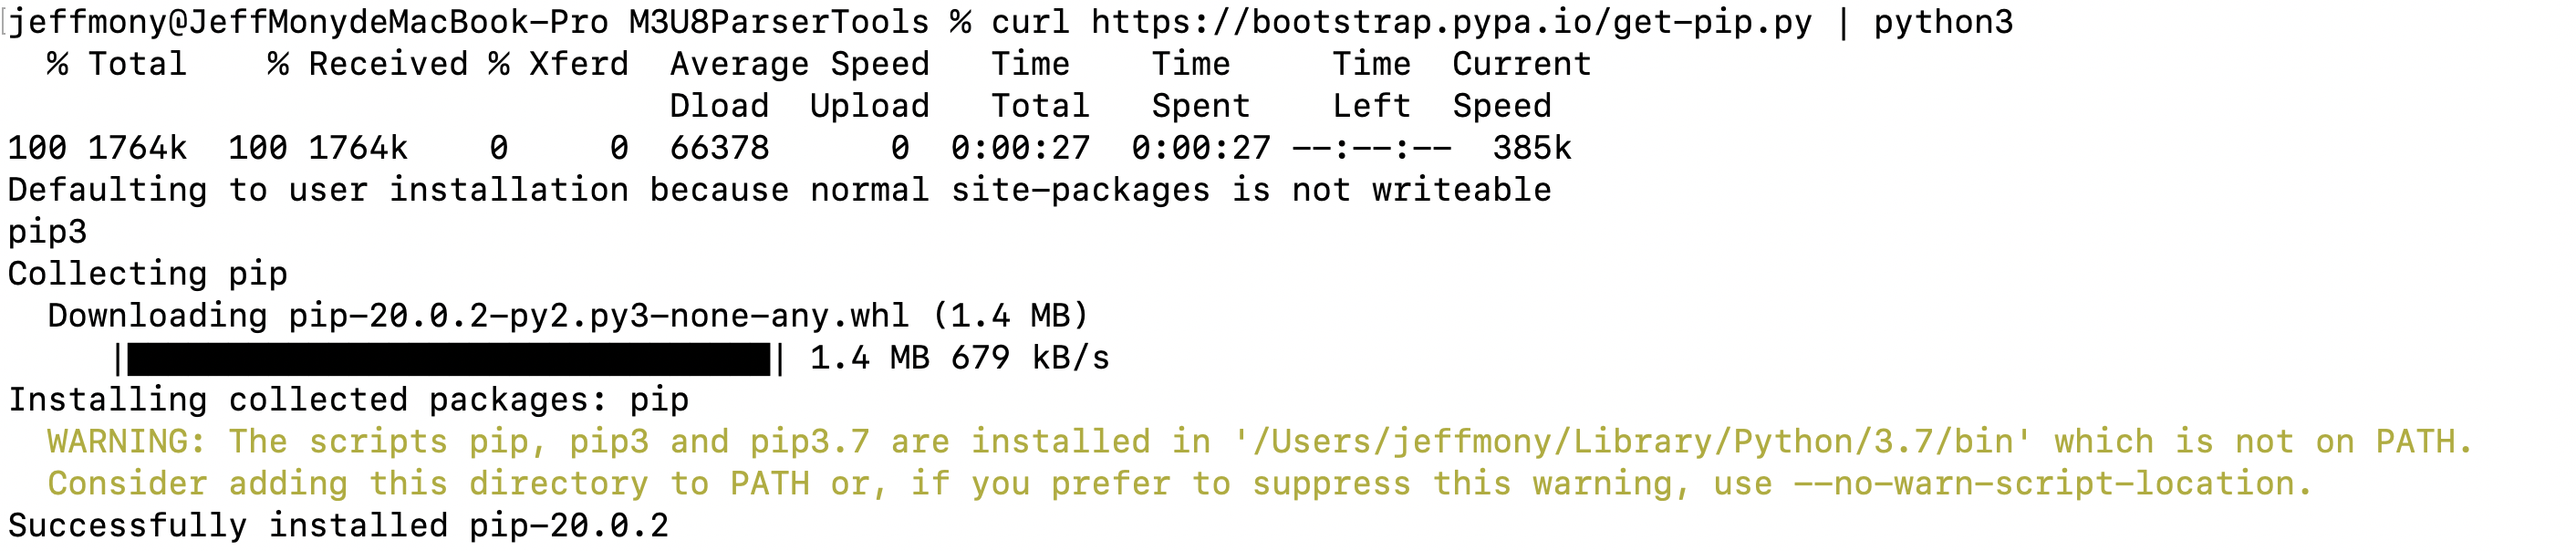 jeffmony@JeffMonydeMacBook-Pro M3U8ParserTools % curl https://bootstrap.pypa.io/get-pip.py | python3
  % Total    % Received % Xferd  Average Speed   Time    Time     Time  Current
                                 Dload  Upload   Total   Spent    Left  Speed
100 1764k  100 1764k    0     0  66378      0  0:00:27  0:00:27 --:--:--  385k
Defaulting to user installation because normal site-packages is not writeable
pip3
Collecting pip
  Downloading pip-20.0.2-py2.py3-none-any.whl (1.4 MB)
     |████████████████████████████████| 1.4 MB 679 kB/s
Installing collected packages: pip
  WARNING: The scripts pip, pip3 and pip3.7 are installed in '/Users/jeffmony/Library/Python/3.7/bin' which is not on PATH.
  Consider adding this directory to PATH or, if you prefer to suppress this warning, use --no-warn-script-location.
Successfully installed pip-20.0.2